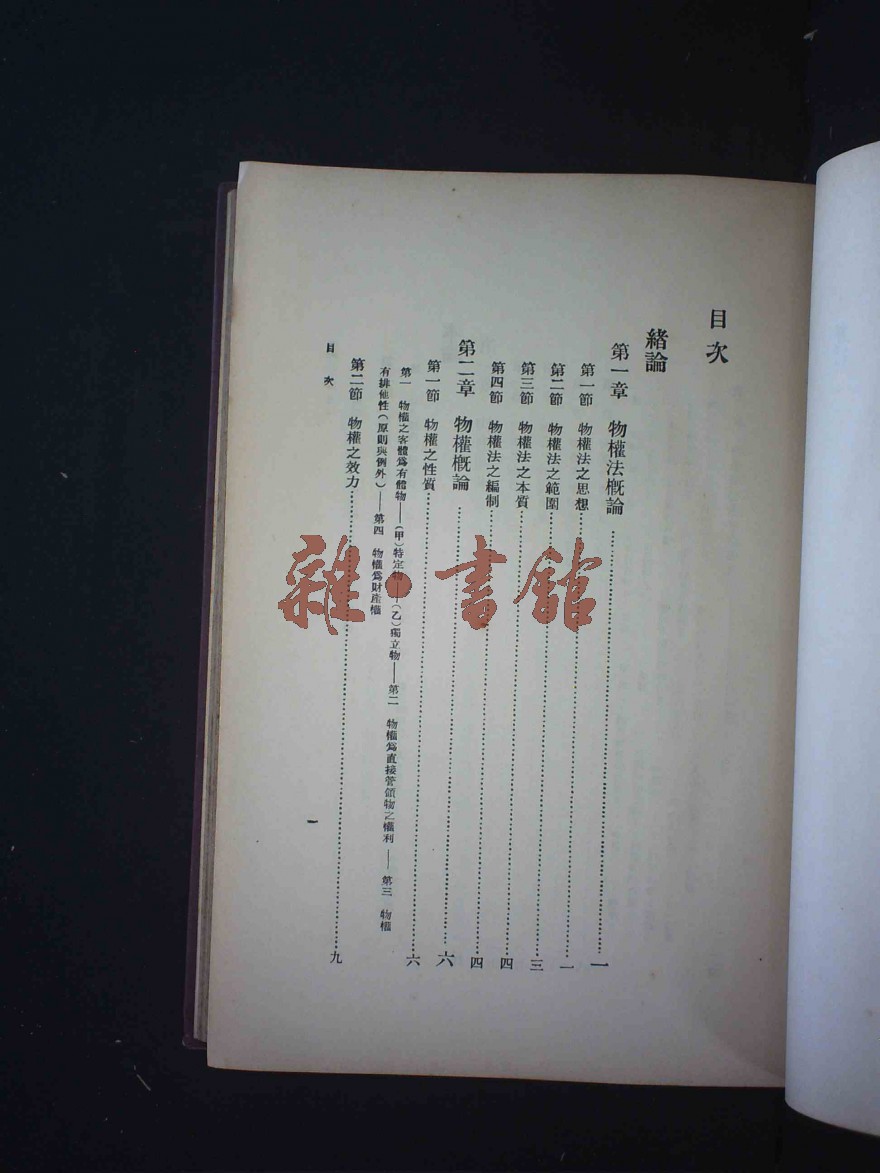 目次
緒論
第一章 物權法概論……一
第一節 物權法之思想……一
第二節 物權法之範圍……三
第三節 物權法之本質……四
第四節 物權法之編制……四
第二章 物權概論……六
第一節 物權之性質……六
第一 物權之客體爲有體物——(甲)特定物——(乙)獨立物——第二 物權爲直接管領物之權利——第三 物權
有排他性(原則與例外)——第四 物權爲財產權
第二節 物權之效力……九
目次
一
雜·書館